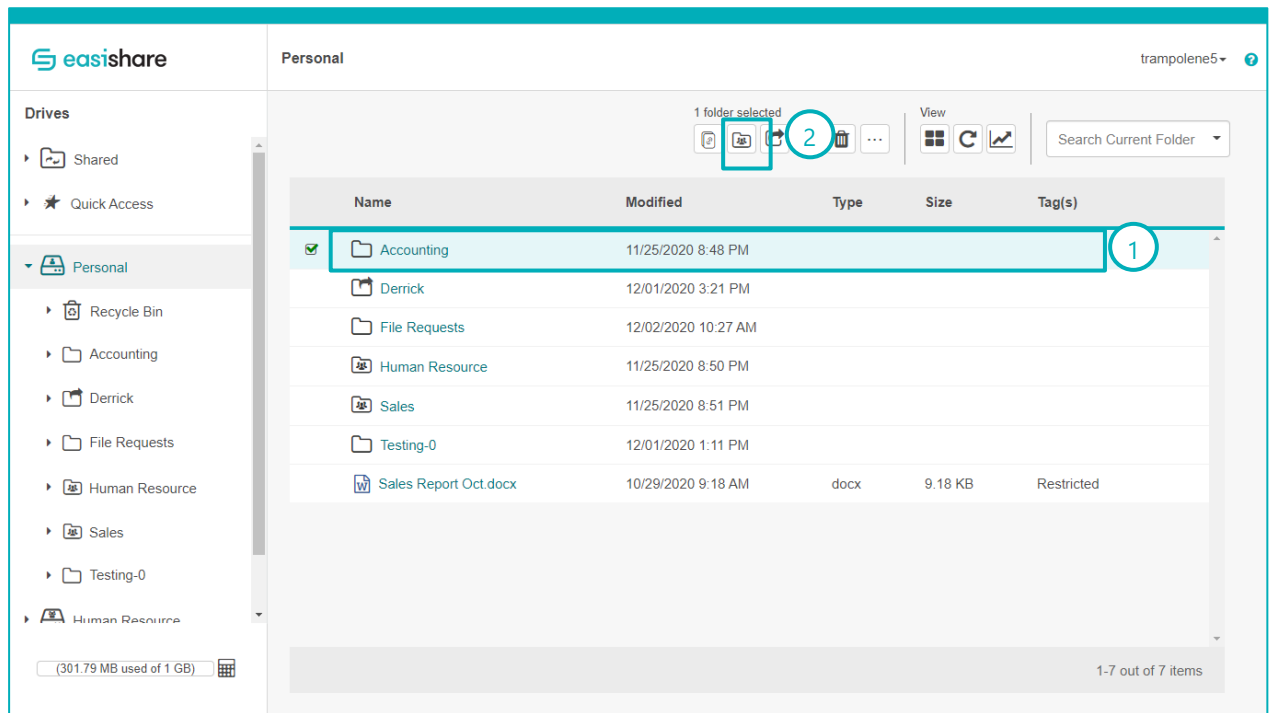 easishare
Personal
trampolene5
?
Drives
1 folder selected
View
2
...
Search Current Folder
Shared
Quick Access
Personal
Recycle Bin
Accounting
Derrick
File Requests
Human Resource
Sales
Testing-0
Human Resource
(301.79 MB used of 1 GB)
Name Modified Type Size Tag(s)
Accounting 11/25/2020 8:48 PM
1
Derrick 12/01/2020 3:21 PM
File Requests 12/02/2020 10:27 AM
Human Resource 11/25/2020 8:50 PM
Sales 11/25/2020 8:51 PM
Testing-0 12/01/2020 1:11 PM
Sales Report Oct.docx 10/29/2020 9:18 AM docx 9.18 KB Restricted
1-7 out of 7 items